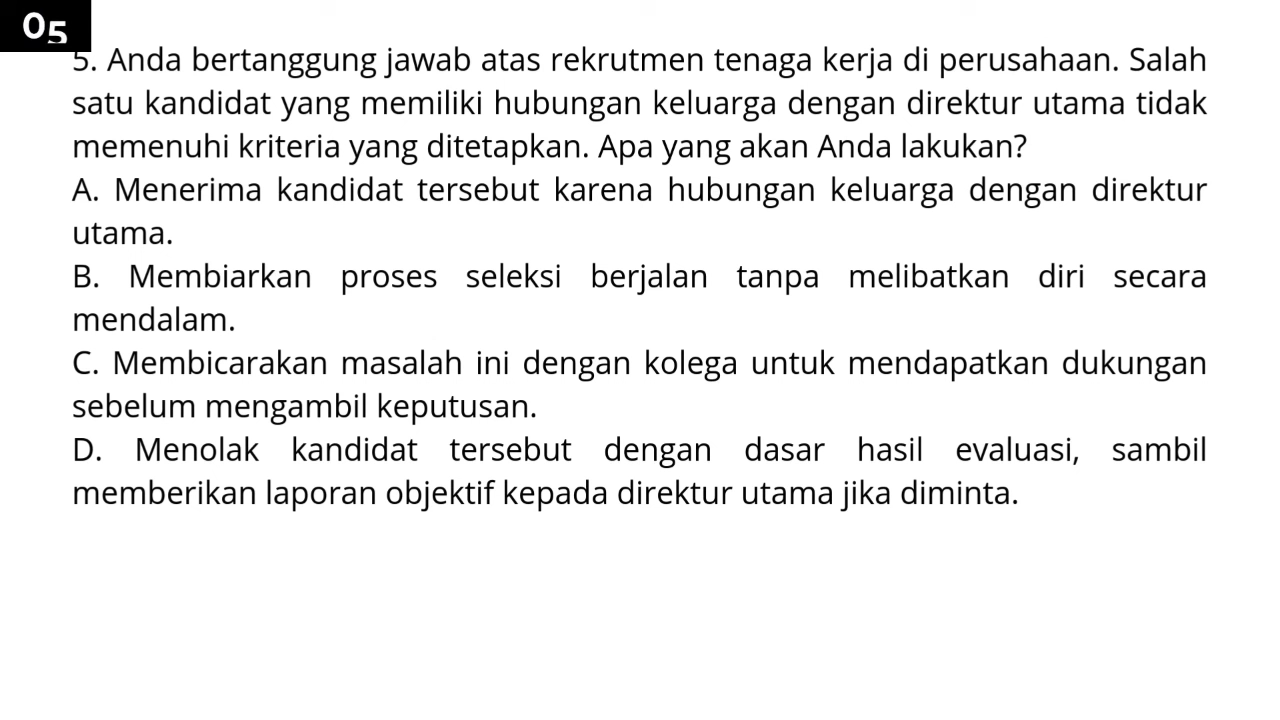 05
5. Anda bertanggung jawab atas rekrutmen tenaga kerja di perusahaan. Salah
satu kandidat yang memiliki hubungan keluarga dengan direktur utama tidak
memenuhi kriteria yang ditetapkan. Apa yang akan Anda lakukan?
A. Menerima kandidat tersebut karena hubungan keluarga dengan direktur
utama.
B. Membiarkan proses seleksi berjalan tanpa melibatkan diri secara
mendalam.
C. Membicarakan masalah ini dengan kolega untuk mendapatkan dukungan
sebelum mengambil keputusan.
D. Menolak kandidat tersebut dengan dasar hasil evaluasi, sambil
memberikan laporan objektif kepada direktur utama jika diminta.